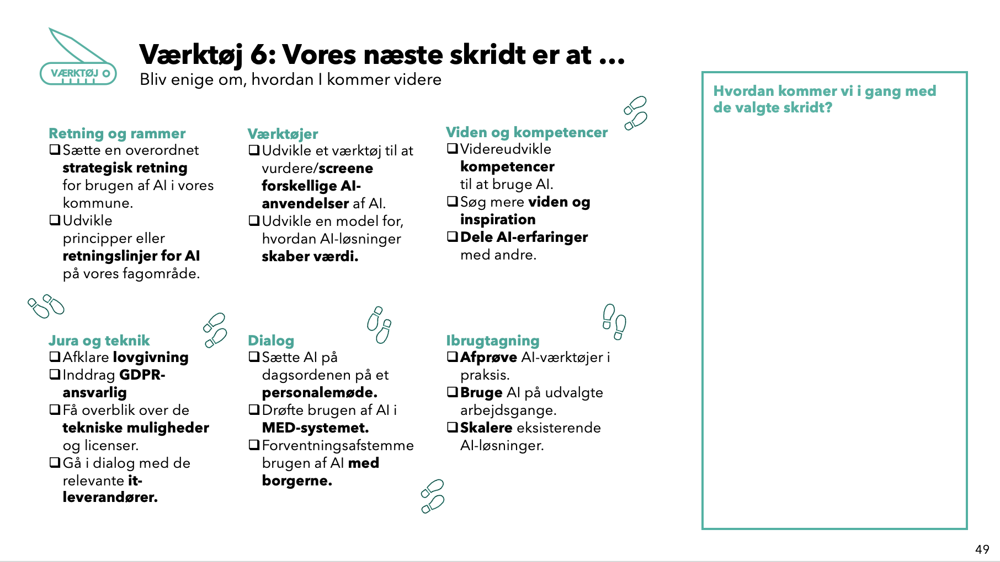 VÆRKTØJ
Værktøj 6: Vores næste skridt er at ...
Bliv enige om, hvordan I kommer videre
Retning og rammer
❑Sætte en overordnet
strategisk retning
for brugen af AI i vores
kommune.
❑Udvikle
principper eller
retningslinjer for AI
på vores fagområde.
Værktøjer
❑Udvikle et værktøj til at
vurdere/screene
forskellige AI-
anvendelser af AI.
❑Udvikle en model for,
hvordan AI-løsninger
skaber værdi.
Viden og kompetencer
❑Videreudvikle
kompetencer
til at bruge AI.
❑Søg mere viden og
inspiration
❑Dele AI-erfaringer
med andre.
Jura og teknik
❑Afklare lovgivning
❑Inddrag GDPR-
ansvarlig
❑Få overblik over de
tekniske muligheder
og licenser.
❑Gå i dialog med de
relevante it-
leverandører.
Dialog
❑Sætte AI på
dagsordenen på et
personalemøde.
❑Drøfte brugen af AI i
MED-systemet.
❑Forventningsafstemme
brugen af AI med
borgerne.
Ibrugtagning
❑Afprøve AI-værktøjer i
praksis.
❑Bruge AI på udvalgte
arbejdsgange.
❑Skalere eksisterende
AI-løsninger.
Hvordan kommer vi i gang med
de valgte skridt?
49